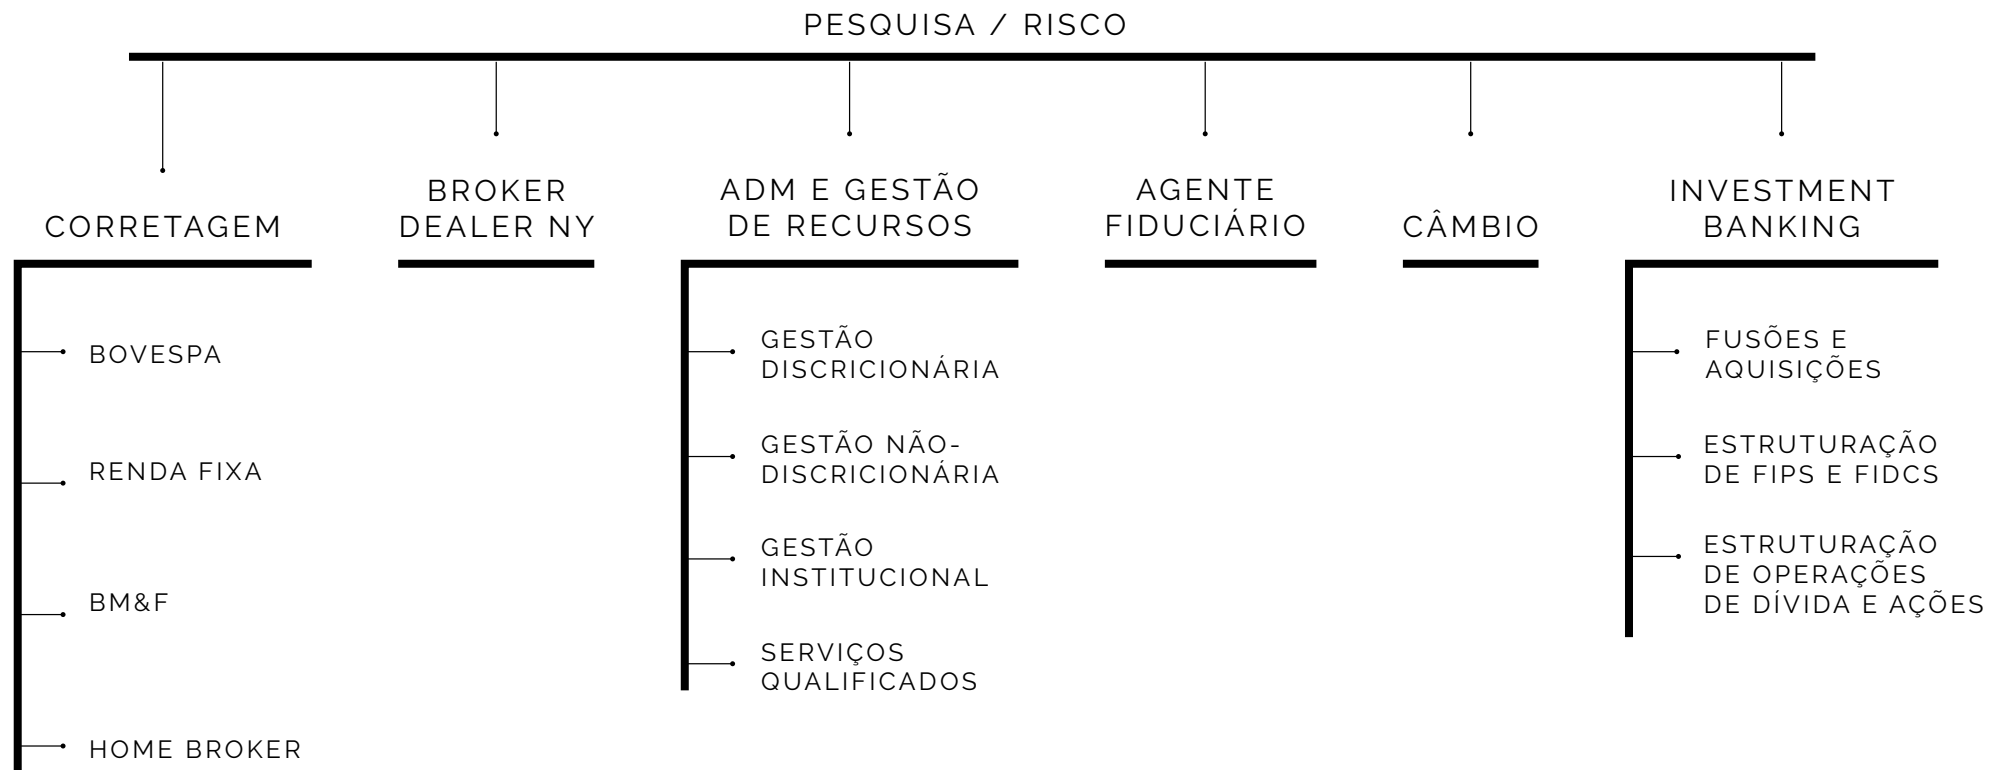 PESQUISA / RISCO
CORRETAGEM
BOVESPA
RENDA FIXA
BM&F
HOME BROKER
BROKER
DEALER NY
ADM E GESTÃO
DE RECURSOS
GESTÃO
DISCRICIONÁRIA
GESTÃO NÃO-
DISCRICIONÁRIA
GESTÃO
INSTITUCIONAL
SERVIÇOS
QUALIFICADOS
AGENTE
FIDUCIÁRIO
CÂMBIO
INVESTMENT
BANKING
FUSÕES E
AQUISIÇÕES
ESTRUTURAÇÃO
DE FIPS E FIDCS
ESTRUTURAÇÃO
DE OPERAÇÕES
DE DÍVIDA E AÇÕES